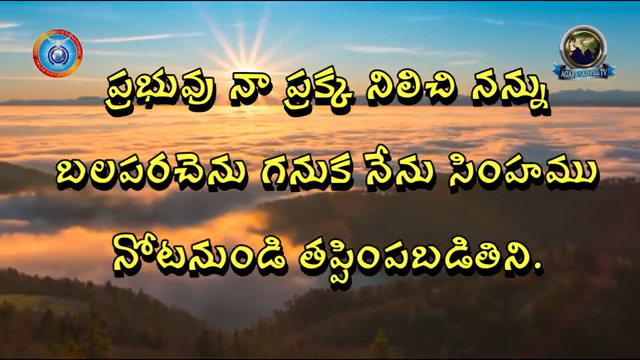 ప్రభువు నా ప్రక్క నిలిచి నన్ను
బలపరచెను గనుక నేను సింహము
నోటనుండి తప్పింపబడితిని.